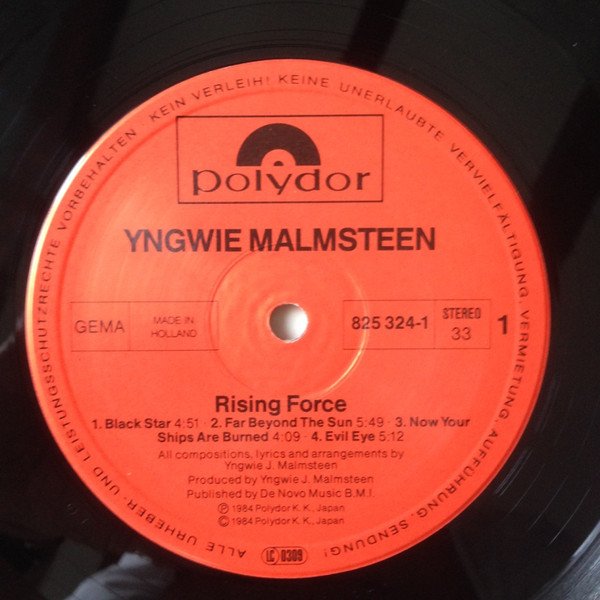 ALLE URHEBER- UND LEISTUNGSSCHUTZRECHTE VORBEHALTEN · KEIN VERLEIH! KEINE UNERLAUBTE VERVIELFÄLTIGUNG, VERMIETUNG, AUFFÜHRUNG, SENDUNG!
polydor
YNGWIE MALMSTEEN
GEMA
MADE IN
HOLLAND
825 324-1
STEREO
33
1
Rising Force
1. Black Star 4:51 · 2. Far Beyond The Sun 5:49 · 3. Now Your
Ships Are Burned 4:09 · 4. Evil Eye 5:12
All compositions, lyrics and arrangements by
Yngwie J. Malmsteen
Produced by Yngwie J. Malmsteen
Published by De Novo Music B.M.I.
Ⓟ 1984 Polydor K.K., Japan
© 1984 Polydor K.K., Japan
LC 0309